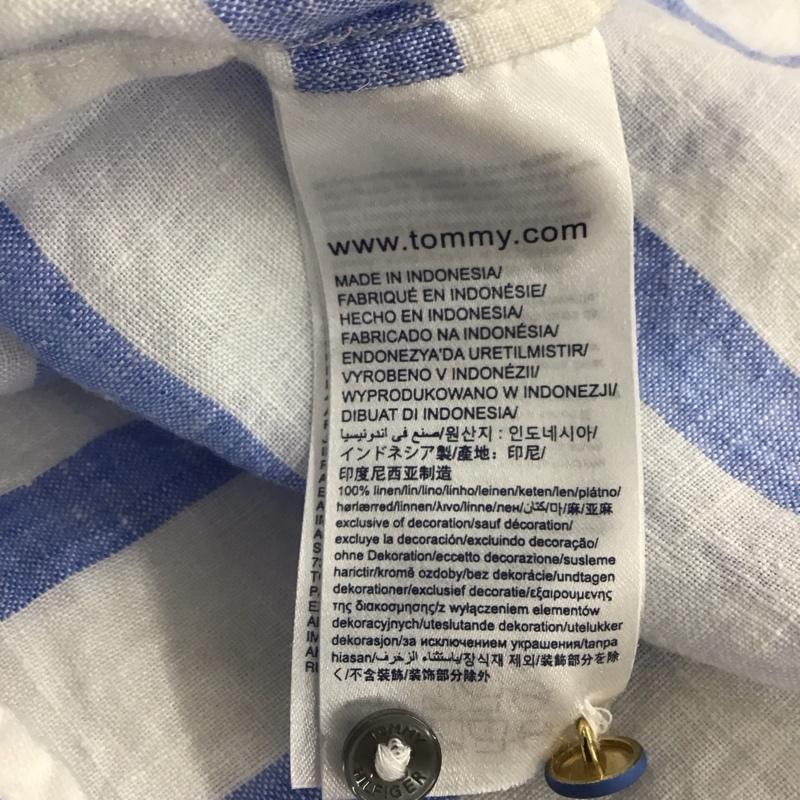 www.tommy.com
MADE IN INDONESIA/
FABRIQUÉ EN INDONÉSIE/
HECHO EN INDONESIA/
FABRICADO NA INDONÉSIA/
ENDONEZYA'DA URETILMISTIR/
VYROBENO V INDONÉZII/
WYPRODUKOWANO W INDONEZJI/
DIBUAT DI INDONESIA/
صنع في اندونيسيا/원산지 : 인도네시아/
インドネシア製/產地：印尼/
印度尼西亚制造
100% linen/lin/lino/linho/leinen/keten/len/plátno/
hørlærred/linnen/λινο/linne/лен/كتان/마/麻/亚麻
exclusive of decoration/sauf décoration/
excluye la decoración/excluindo decoração/
ohne Dekoration/eccetto decorazione/susleme
harictir/kromě ozdoby/bez dekorácie/undtagen
dekorationer/exclusief decoratie/εξαιρουμενης
της διακοσμησης/z wyłączeniem elementów
dekoracyjnych/uteslutande dekoration/utelukker
dekorasjon/за исключением украшения/tanpa
hiasan/باستثناء الزخرف/장식재 제외/装飾部分を除
く/不含裝飾/装饰部分除外
TOMMY
HILFIGER